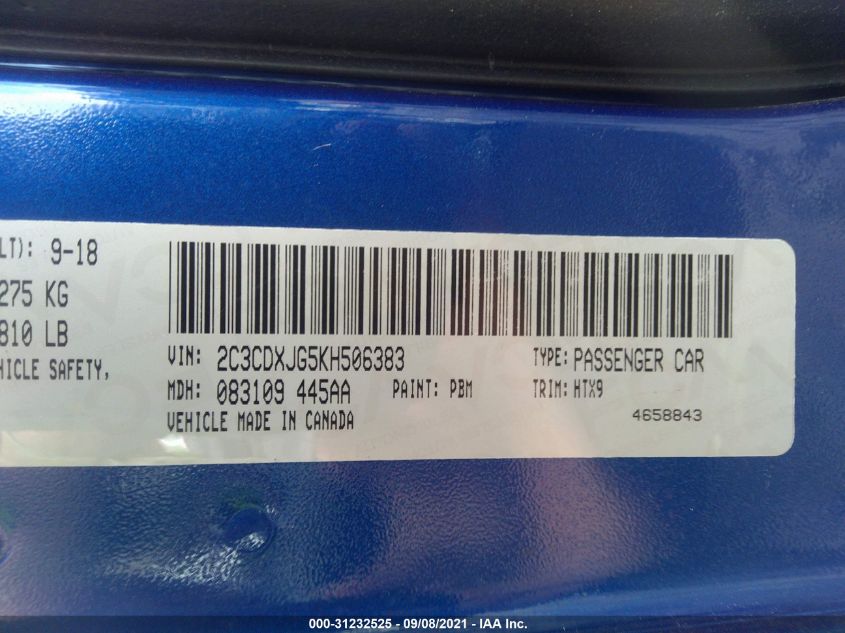 LT): 9-18
275 KG
810 LB
HICLE SAFETY,
VIN: 2C3CDXJG5KH506383
TYPE: PASSENGER CAR
MDH: 083109 445AA
PAINT: PBM
TRIM: HTX9
VEHICLE MADE IN CANADA
4658843
000-31232525 - 09/08/2021 - IAA Inc.